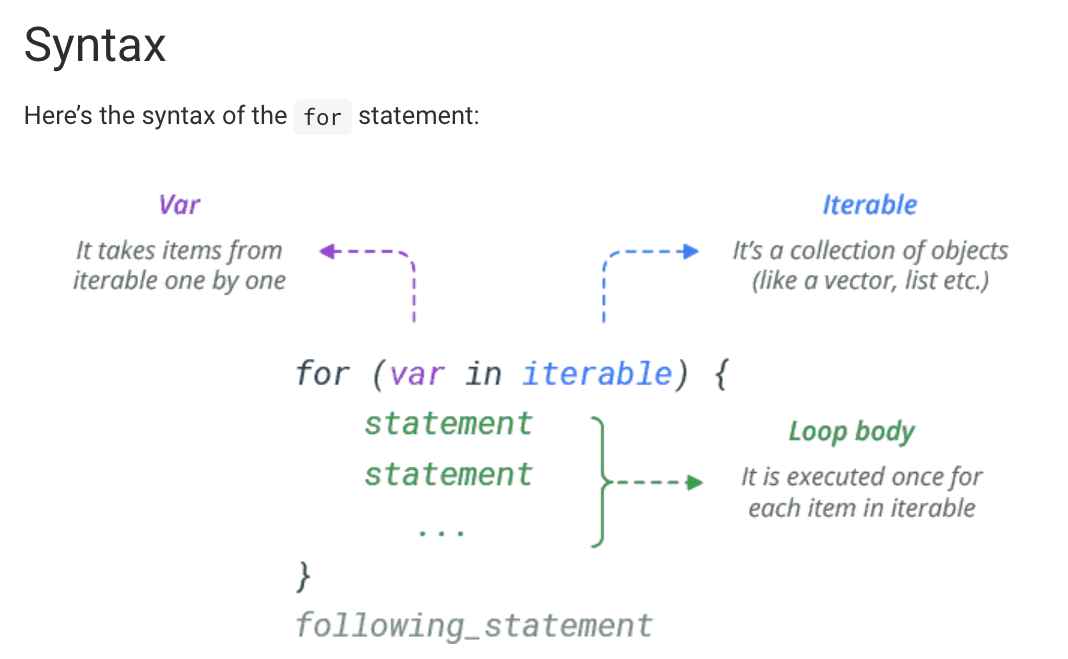 Syntax
Here’s the syntax of the for statement:
Var
It takes items from
iterable one by one
Iterable
It’s a collection of objects
(like a vector, list etc.)
for (var in iterable) {
statement
statement
...
}
following_statement
Loop body
It is executed once for
each item in iterable